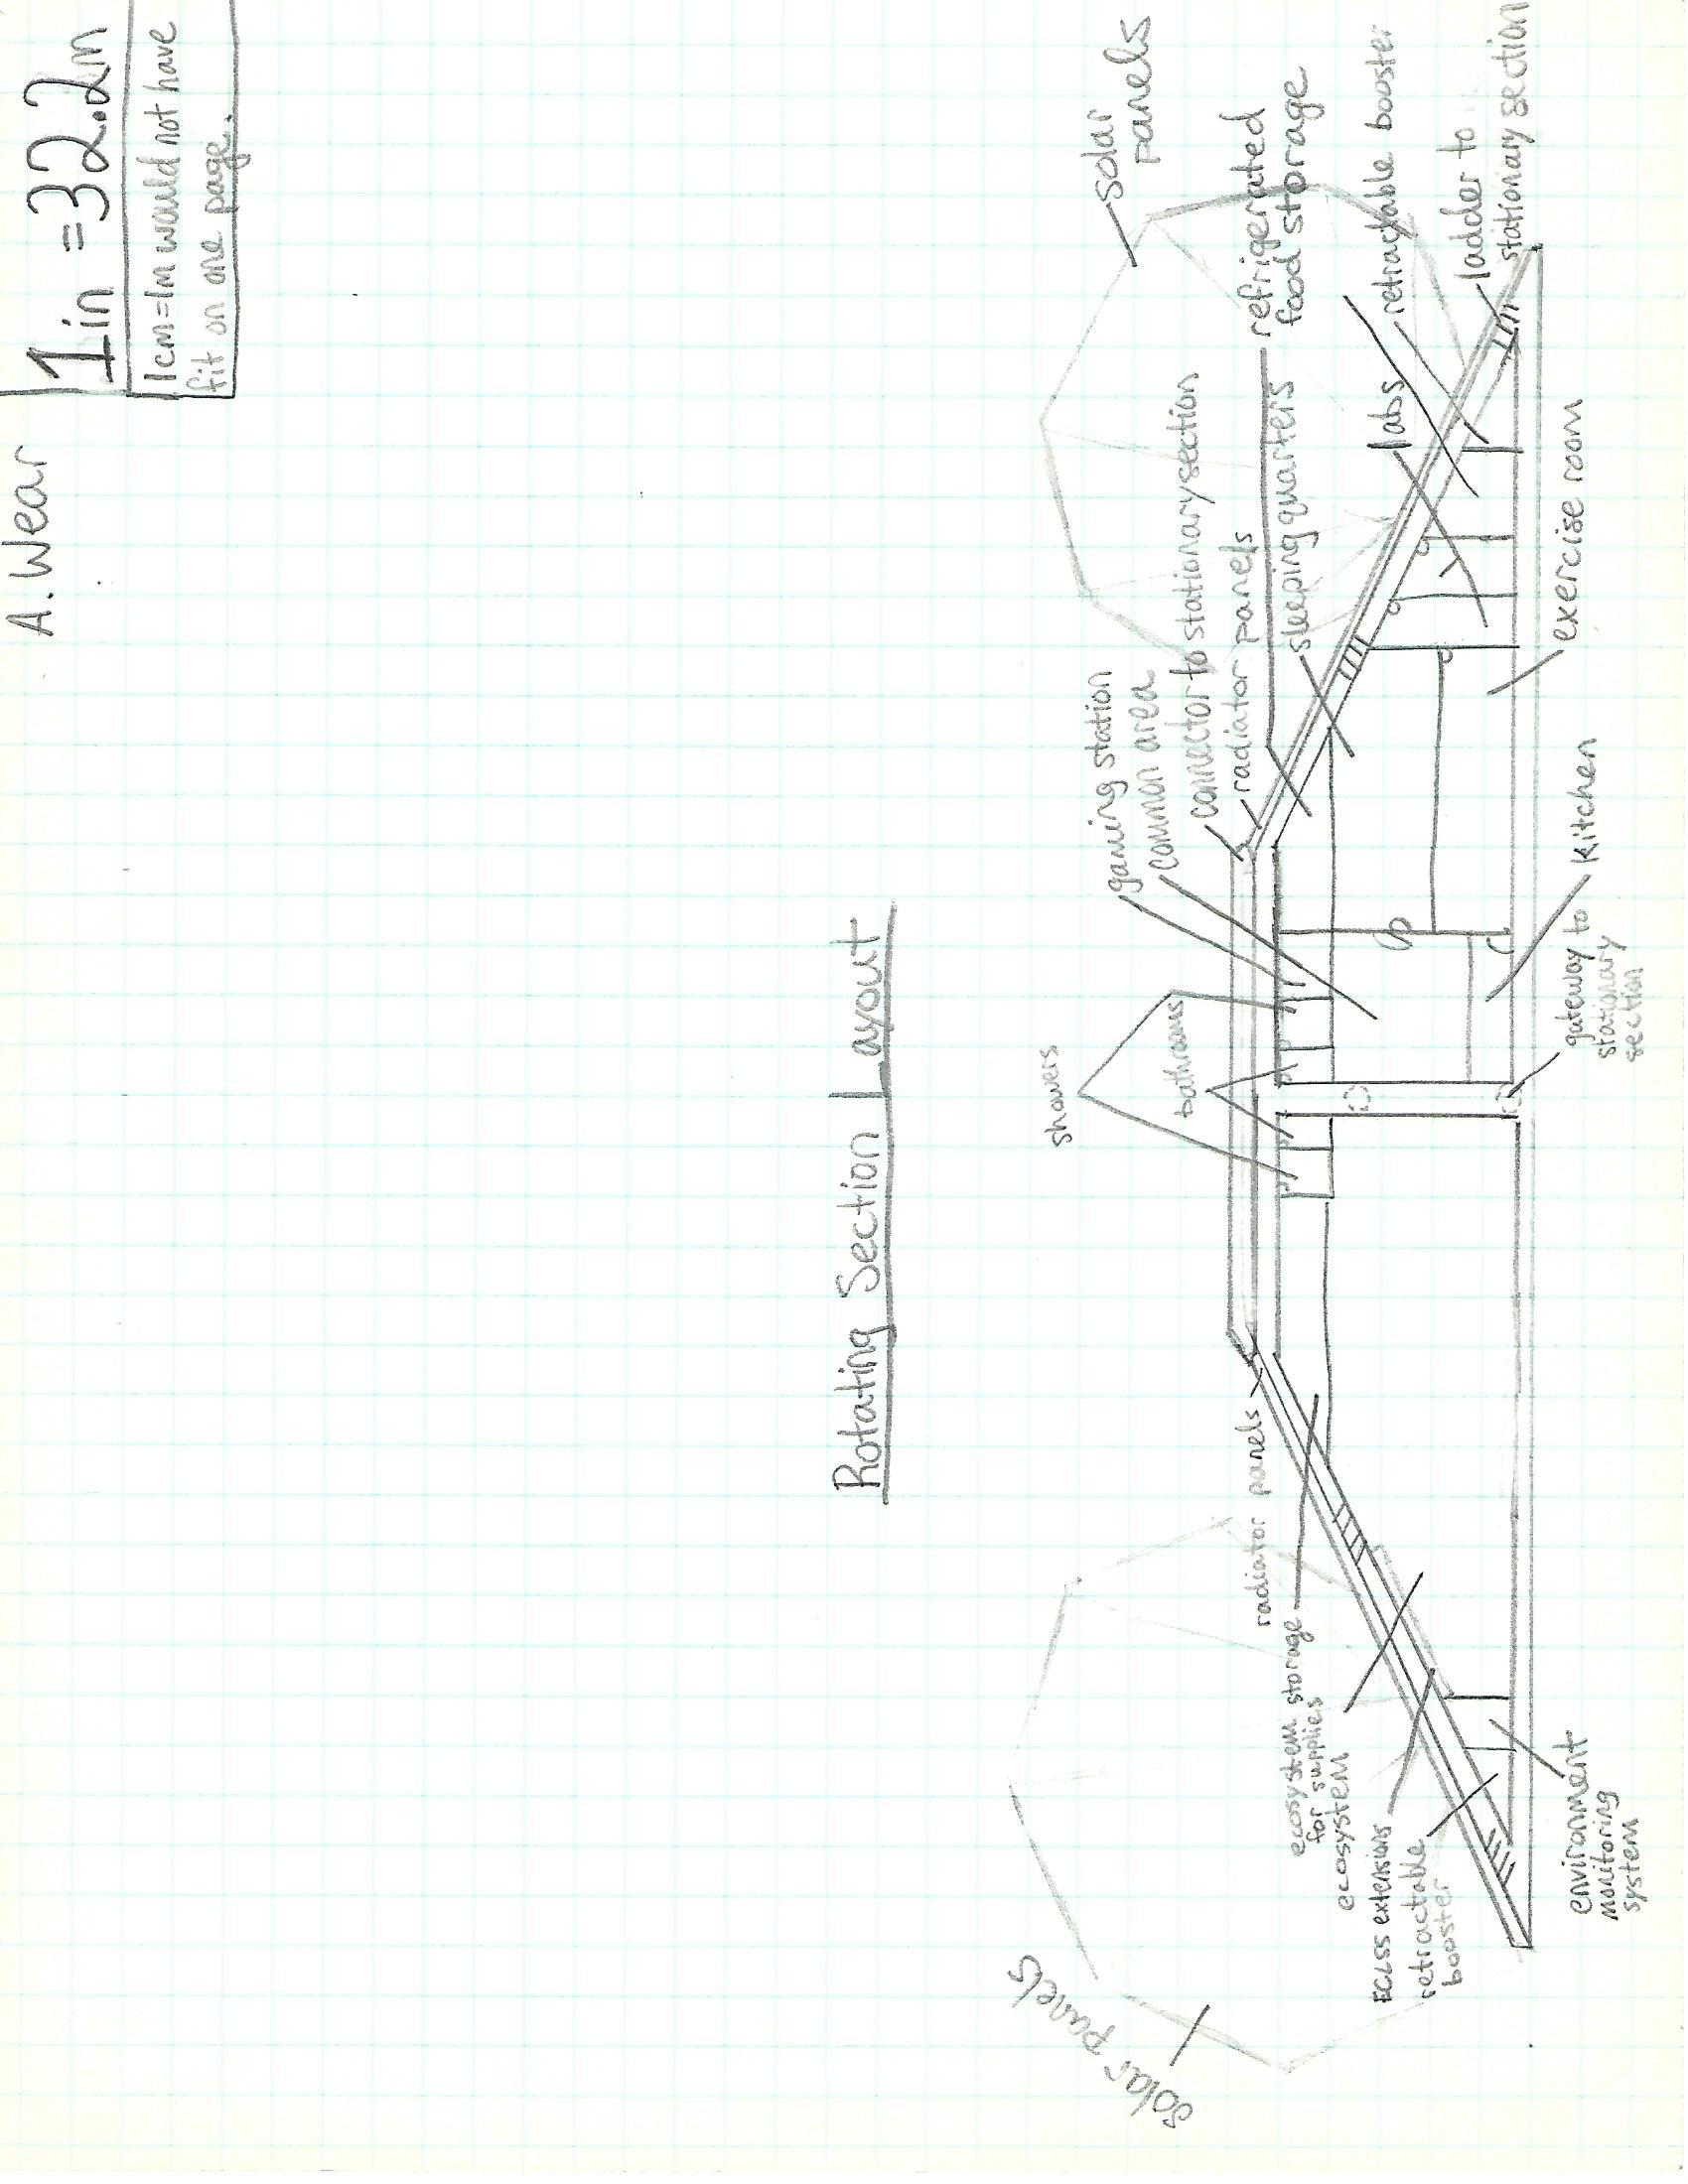 A. Wear
1in = 32.2m
1cm=1m would not have
fit on one page.
Rotating Section Layout
solar
panels
showers
bathrooms
gaming station
common area
connector to stationary section
radiator panels
refrigerated
food storage
sleeping quarters
labs
retractable booster
ladder to
stationary section
exercise room
kitchen
gateway to
stationary
section
solar panels
radiator panels
ecosystem storage
for supplies
ecosystem
ECLSS extensions
retractable
booster
environment
monitoring
system